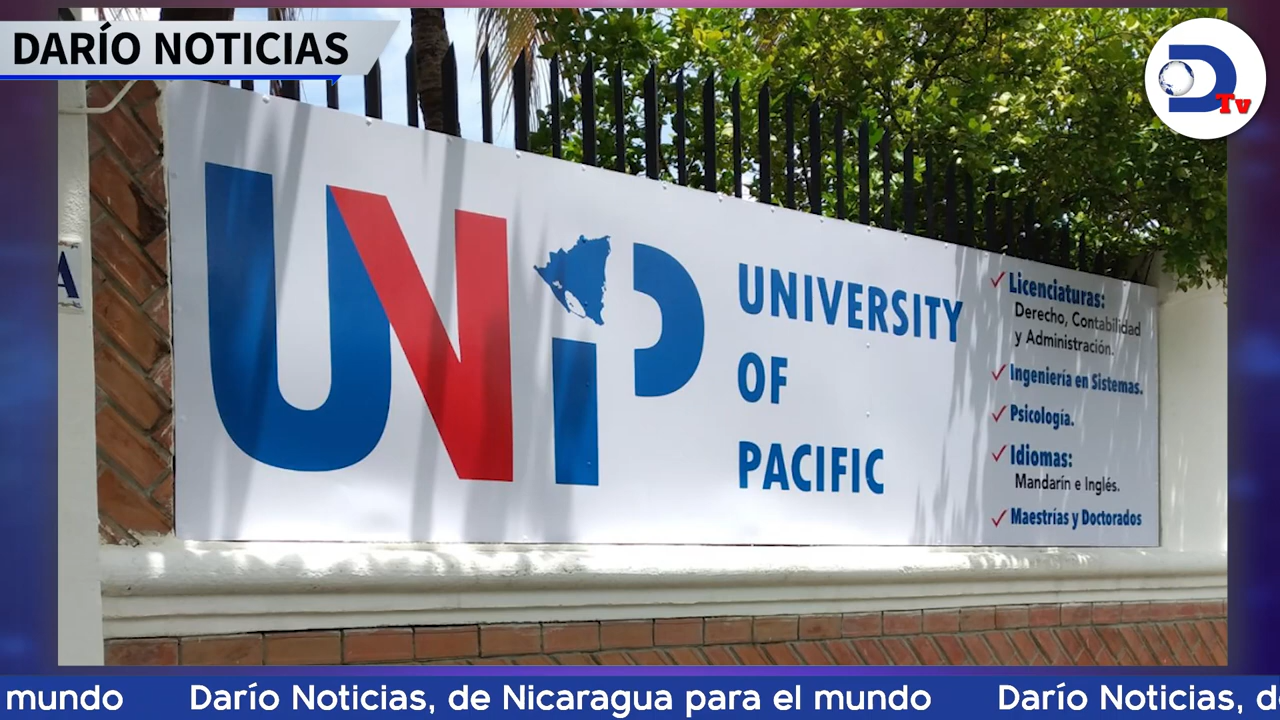 DARÍO NOTICIAS
D
Tv
A
UNiP
UNIVERSITY
OF
PACIFIC
Licenciaturas:
Derecho, Contabilidad
y Administración.
Ingeniería en Sistemas.
Psicología.
Idiomas:
Mandarín e Inglés.
Maestrías y Doctorados
mundo Darío Noticias, de Nicaragua para el mundo Darío Noticias, d